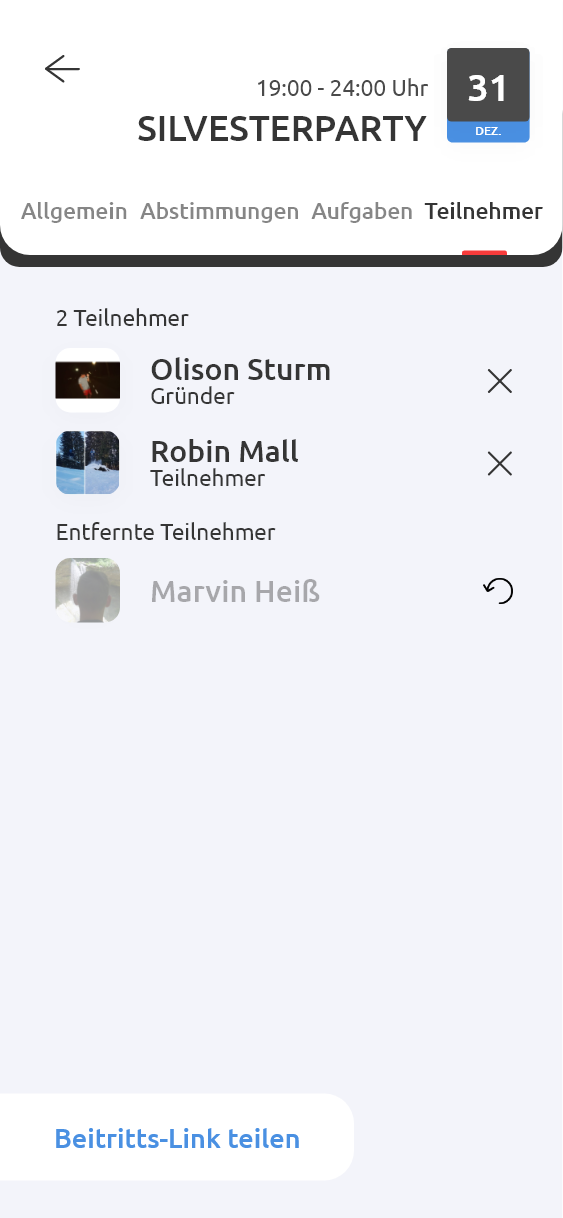 19:00 - 24:00 Uhr
SILVESTERPARTY
31
DEZ.
Allgemein Abstimmungen Aufgaben Teilnehmer
2 Teilnehmer
Olison Sturm
Gründer
Robin Mall
Teilnehmer
Entfernte Teilnehmer
Marvin Heiß
Beitritts-Link teilen